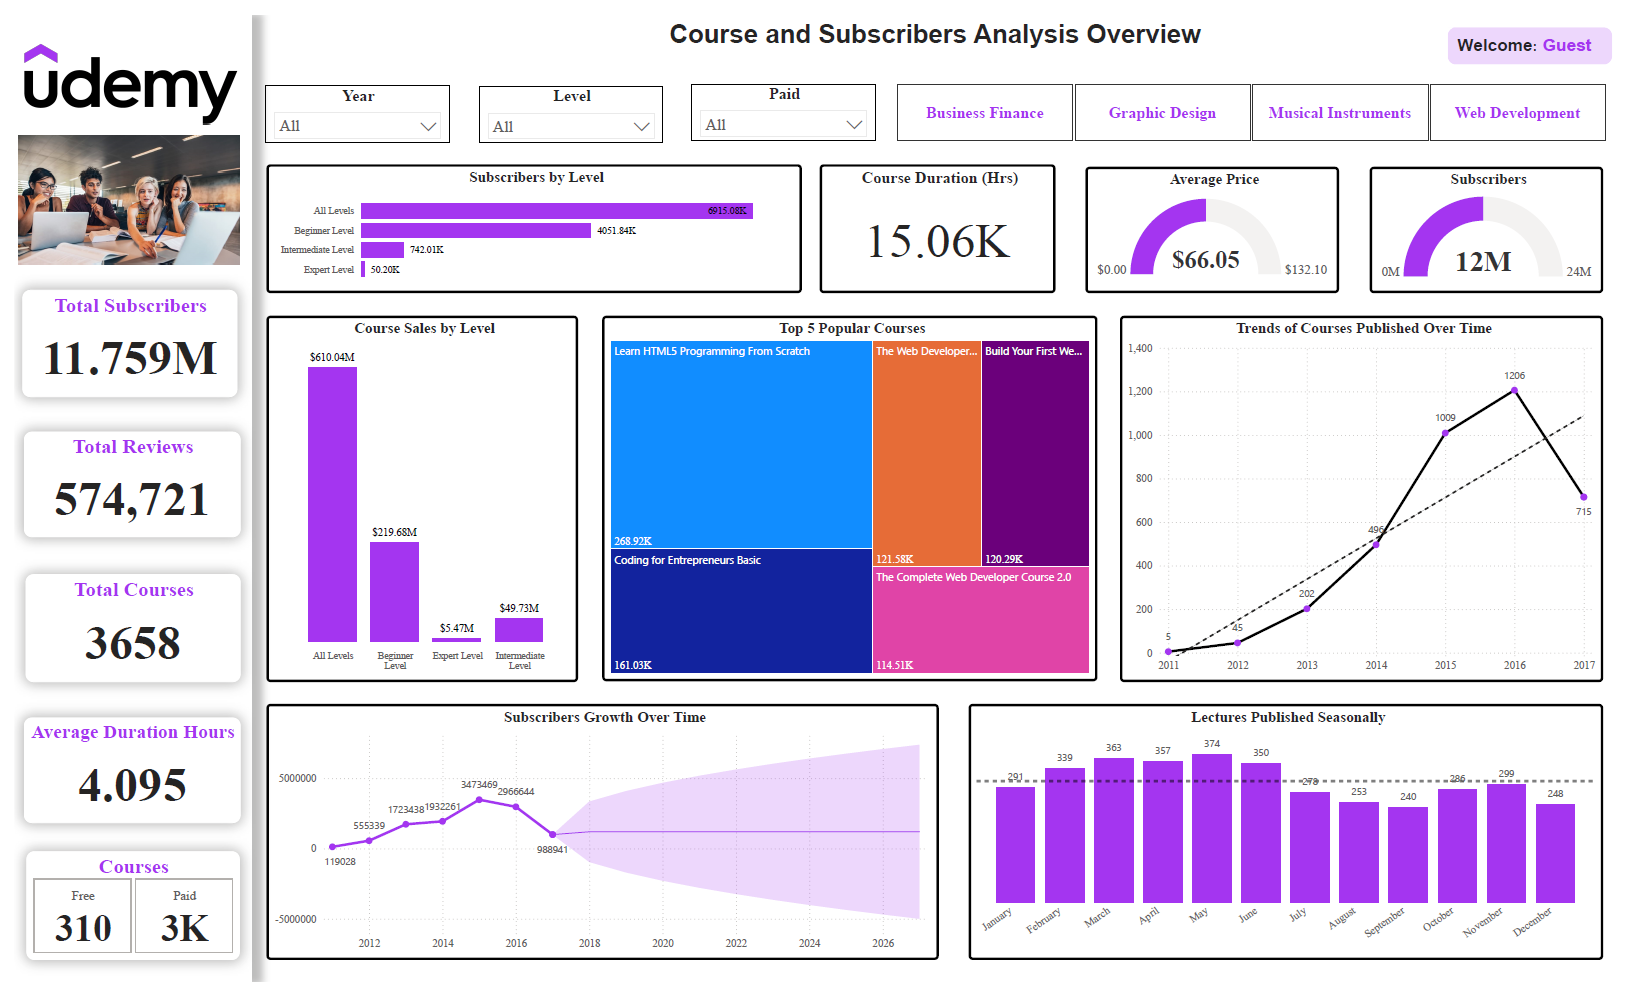 Course and Subscribers Analysis Overview
Welcome: Guest
udemy
Year
All
Level
All
Paid
All
Business Finance
Graphic Design
Musical Instruments
Web Development
Total Subscribers
11.759M
Total Reviews
574,721
Total Courses
3658
Average Duration Hours
4.095
Courses
Free
310
Paid
3K
Subscribers by Level
All Levels 6915.08K
Beginner Level 4051.84K
Intermediate Level 742.01K
Expert Level 50.20K
Course Duration (Hrs)
15.06K
Average Price
$66.05
$0.00 $132.10
Subscribers
12M
0M 24M
Course Sales by Level
$610.04M
$219.68M
$5.47M
$49.73M
All Levels
Beginner
Level
Expert Level
Intermediate
Level
Top 5 Popular Courses
Learn HTML5 Programming From Scratch
268.92K
Coding for Entrepreneurs Basic
161.03K
The Web Developer...
121.58K
Build Your First We...
120.29K
The Complete Web Developer Course 2.0
114.51K
Trends of Courses Published Over Time
1,400
1,200
1,000
800
600
400
200
0
5
45
202
496
1009
1206
715
2011 2012 2013 2014 2015 2016 2017
Subscribers Growth Over Time
5000000
0
-5000000
119028
555339
1723438
1932261
3473469
2966644
988941
2012 2014 2016 2018 2020 2022 2024 2026
Lectures Published Seasonally
291
339
363
357
374
350
278
253
240
286
299
248
January
February
March
April
May
June
July
August
September
October
November
December